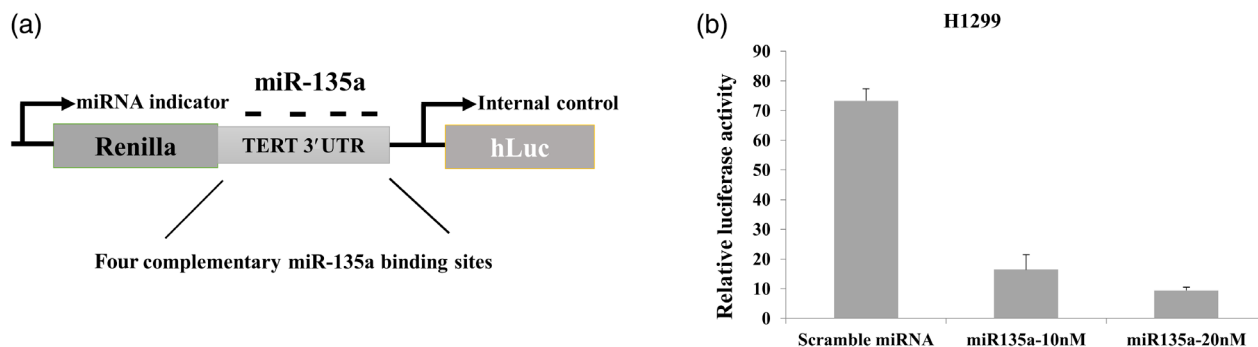 (a)
miR-135a
miRNA indicator
Internal control
Renilla
TERT 3′UTR
hLuc
Four complementary miR-135a binding sites
(b)
H1299
Relative luciferase activity
90
80
70
60
50
40
30
20
10
0
Scramble miRNA
miR135a-10nM
miR135a-20nM